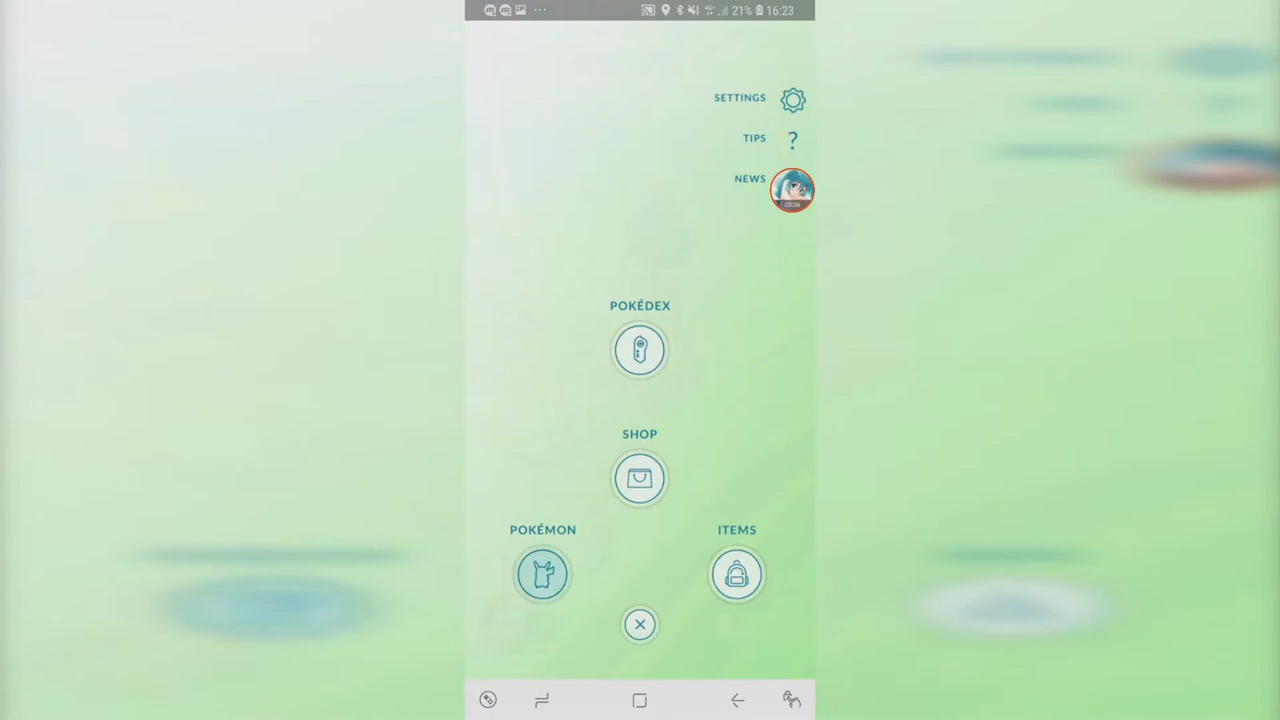 21% 16:23
SETTINGS
TIPS
?
NEWS
POKÉDEX
SHOP
POKÉMON
ITEMS